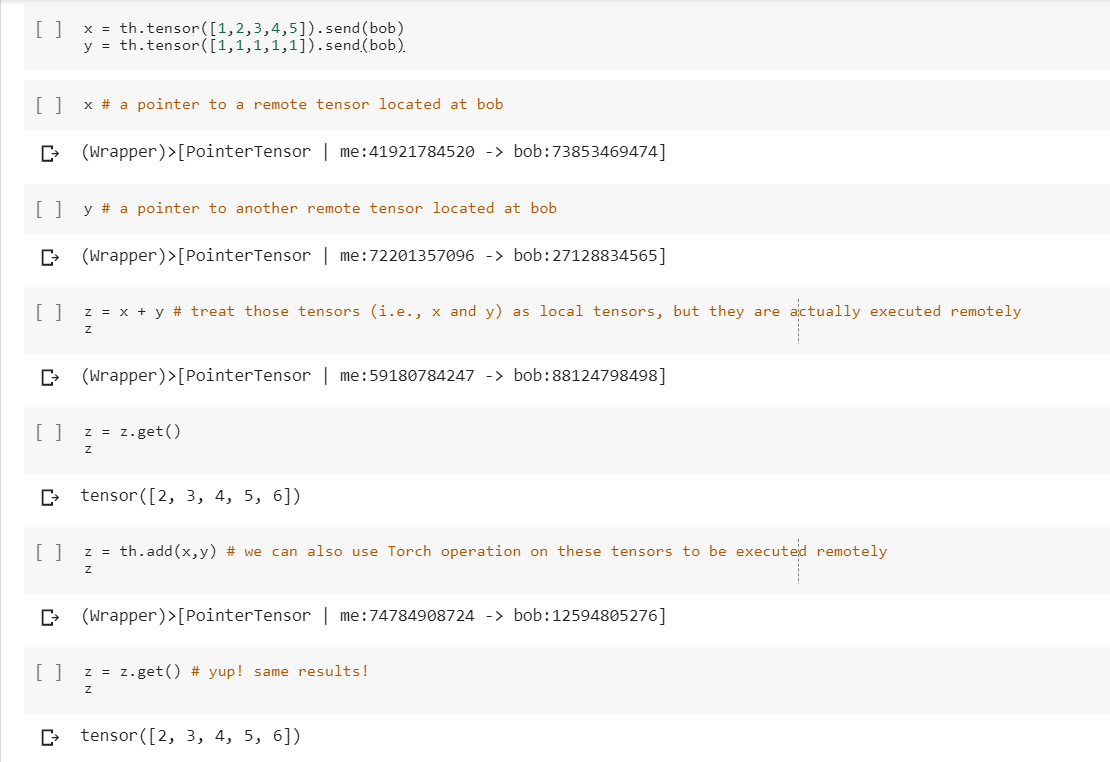 [ ] x = th.tensor([1,2,3,4,5]).send(bob)
y = th.tensor([1,1,1,1,1]).send(bob)
[ ] x # a pointer to a remote tensor located at bob
(Wrapper)>[PointerTensor | me:41921784520 -> bob:73853469474]
[ ] y # a pointer to another remote tensor located at bob
(Wrapper)>[PointerTensor | me:72201357096 -> bob:27128834565]
[ ] z = x + y # treat those tensors (i.e., x and y) as local tensors, but they are actually executed remotely
z
(Wrapper)>[PointerTensor | me:59180784247 -> bob:88124798498]
[ ] z = z.get()
z
tensor([2, 3, 4, 5, 6])
[ ] z = th.add(x,y) # we can also use Torch operation on these tensors to be executed remotely
z
(Wrapper)>[PointerTensor | me:74784908724 -> bob:12594805276]
[ ] z = z.get() # yup! same results!
z
tensor([2, 3, 4, 5, 6])